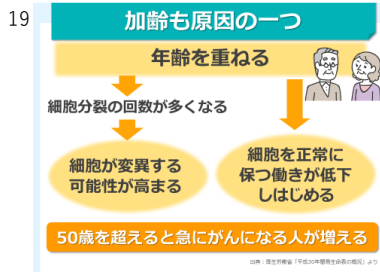 19
加齢も原因の一つ
年齢を重ねる
細胞分裂の回数が多くなる
細胞が変異する
可能性が高まる
細胞を正常に
保つ働きが低下
しはじめる
50歳を超えると急にがんになる人が増える
出典:厚生労働省「平成30年簡易生命表の概況」より